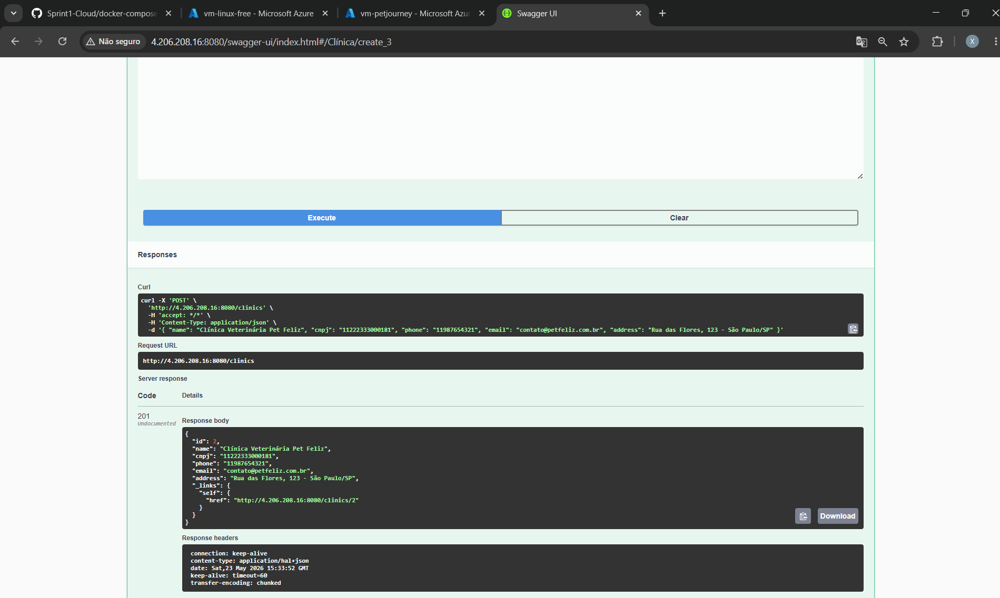 Sprint1-Cloud/docker-compose
vm-linux-free - Microsoft Azure
vm-petjourney - Microsoft Azur
Swagger UI
Não seguro
4.206.208.16:8080/swagger-ui/index.html#/Clínica/create_3
X
Execute
Clear
Responses
Curl
curl -X 'POST' \
'http://4.206.208.16:8080/clinics' \
-H 'accept: */*' \
-H 'Content-Type: application/json' \
-d '{ "name": "Clínica Veterinária Pet Feliz", "cnpj": "11222333000181", "phone": "11987654321", "email": "contato@petfeliz.com.br", "address": "Rua das Flores, 123 - São Paulo/SP" }'
Request URL
http://4.206.208.16:8080/clinics
Server response
Code Details
201
Undocumented
Response body
{
"id": 2,
"name": "Clínica Veterinária Pet Feliz",
"cnpj": "11222333000181",
"phone": "11987654321",
"email": "contato@petfeliz.com.br",
"address": "Rua das Flores, 123 - São Paulo/SP",
"_links": {
"self": {
"href": "http://4.206.208.16:8080/clinics/2"
}
}
}
Download
Response headers
connection: keep-alive
content-type: application/hal+json
date: Sat,23 May 2026 15:33:52 GMT
keep-alive: timeout=60
transfer-encoding: chunked